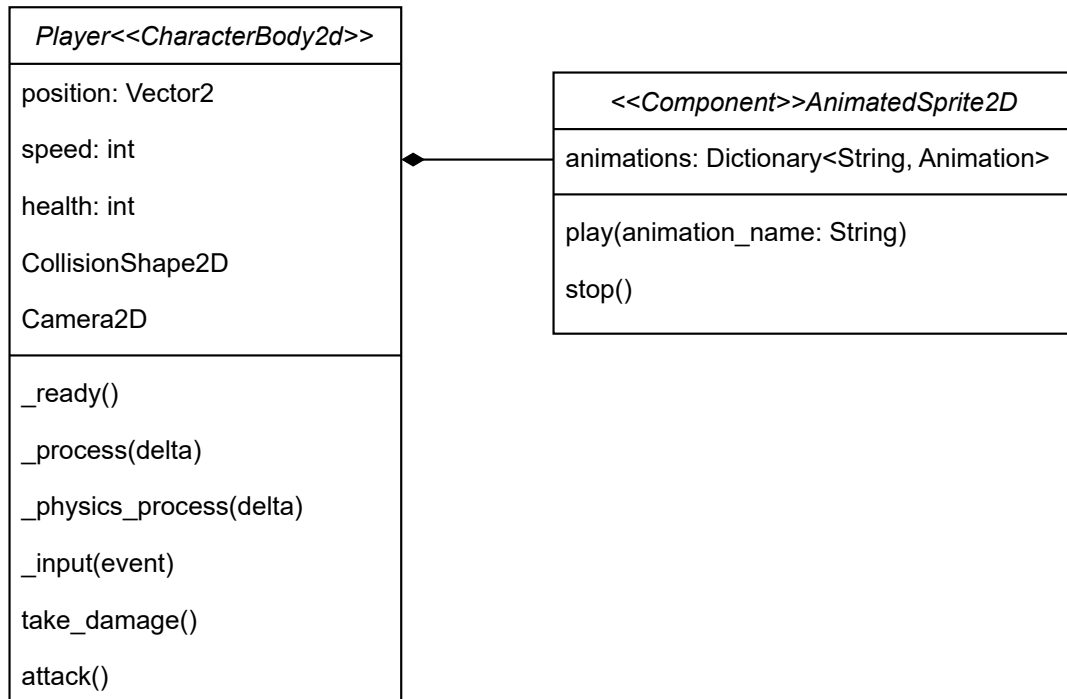 Player<<CharacterBody2d>>
position: Vector2
speed: int
health: int
CollisionShape2D
Camera2D
_ready()
_process(delta)
_physics_process(delta)
_input(event)
take_damage()
attack()
<<Component>>AnimatedSprite2D
animations: Dictionary<String, Animation>
play(animation_name: String)
stop()